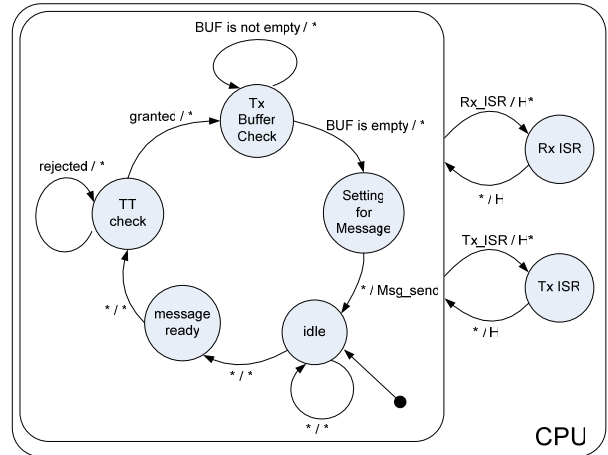 BUF is not empty / *
Tx
Buffer
Check
granted / *
BUF is empty / *
Rx_ISR / H*
Rx ISR
* / H
rejected / *
TT
check
Setting
for
Message
Tx_ISR / H*
Tx ISR
* / H
* / Msg_send
* / *
message
ready
idle
* / *
* / *
CPU